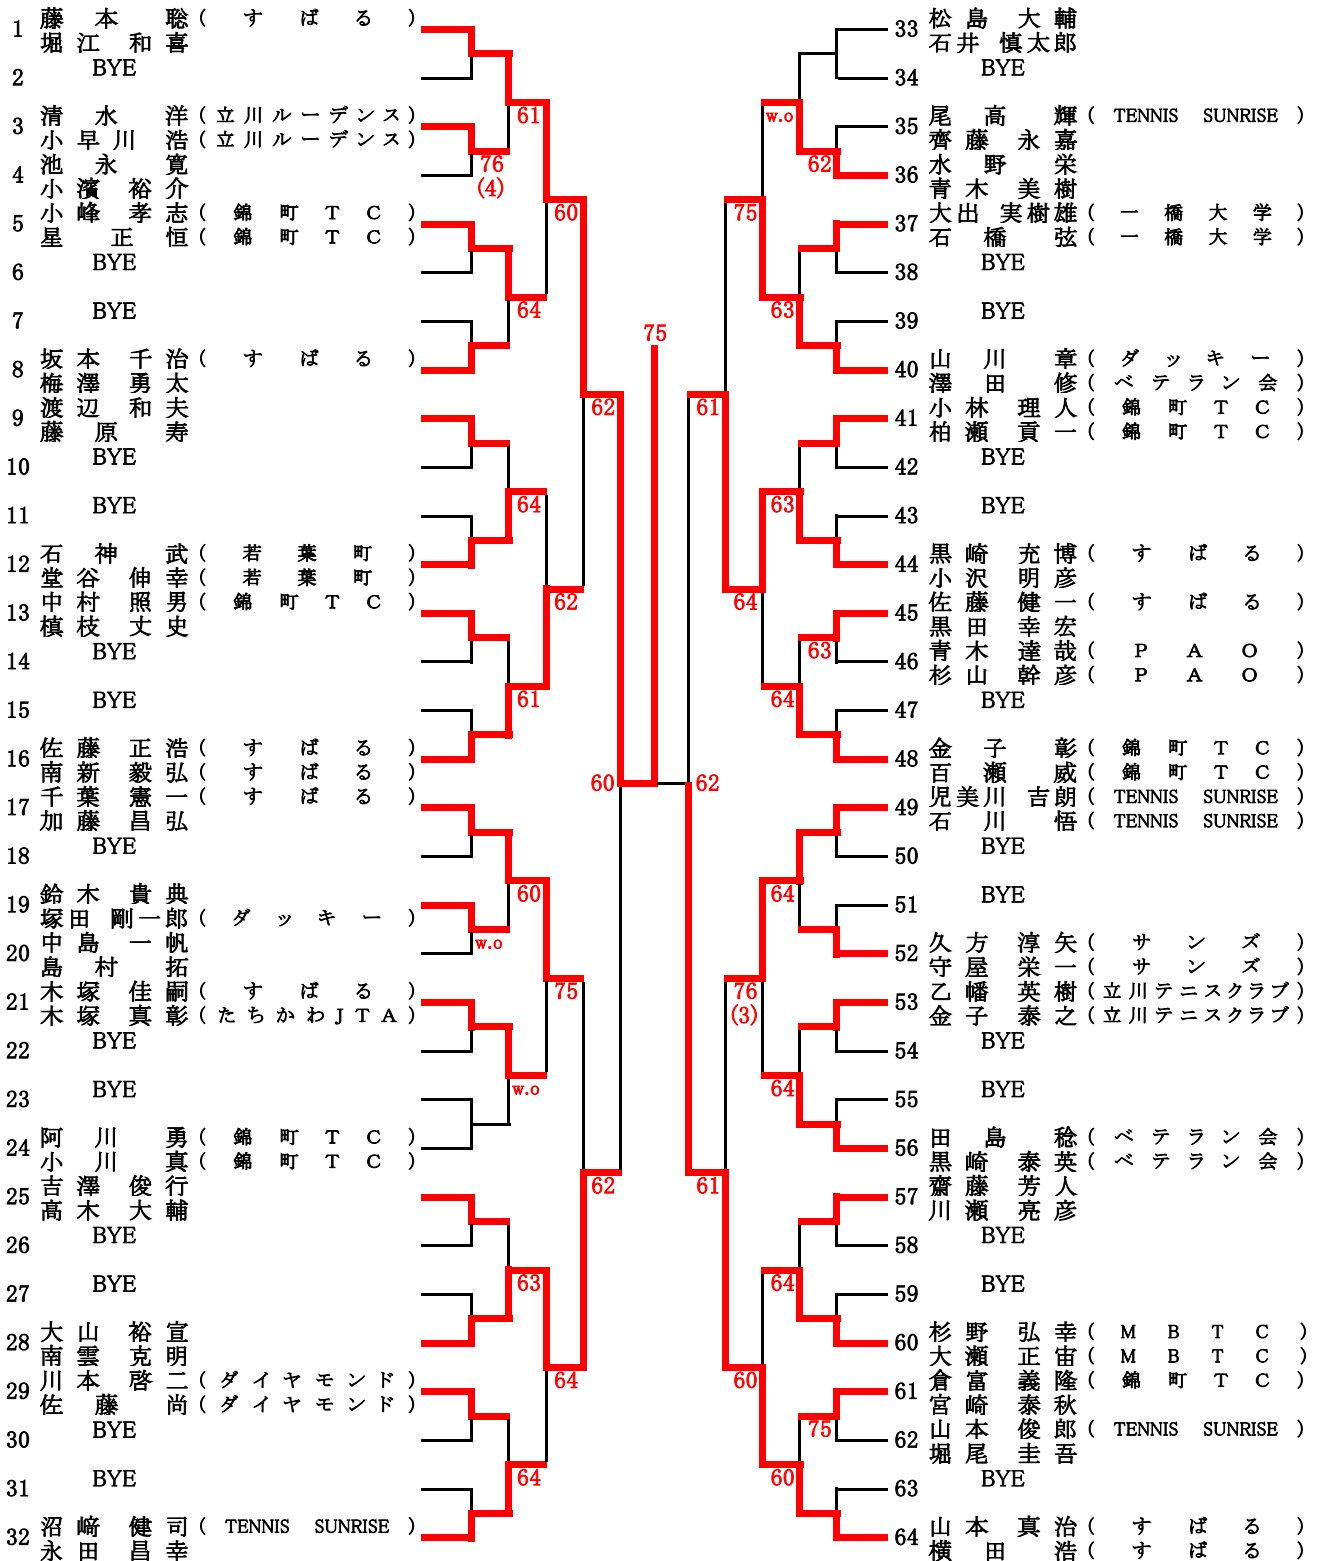 1 藤本 聡 ( すばる )
堀江 和喜
2 BYE
3 清水 洋 ( 立川ルーデンス )
小早川 浩 ( 立川ルーデンス )
4 池永 寛
小濱 裕介
5 小峰 孝志 ( 錦町TC )
星 正恒 ( 錦町TC )
6 BYE
7 BYE
8 坂本 千治 ( すばる )
梅澤 勇太
9 渡辺 和夫
藤原 寿
10 BYE
11 BYE
12 石神 武 ( 若葉町 )
堂谷 伸幸 ( 若葉町 )
13 中村 照男 ( 錦町TC )
槙枝 丈史
14 BYE
15 BYE
16 佐藤 正浩 ( すばる )
南新 毅弘 ( すばる )
17 千葉 憲一 ( すばる )
加藤 昌弘
18 BYE
19 鈴木 貴典
塚田 剛一郎 ( ダッキー )
20 中島 一帆
島村 拓
21 木塚 佳嗣 ( すばる )
木塚 真彰 ( たちかわJTA )
22 BYE
23 BYE
24 阿川 勇 ( 錦町TC )
小川 真 ( 錦町TC )
25 吉澤 俊行
高木 大輔
26 BYE
27 BYE
28 大山 裕宣
南雲 克明
29 川本 啓二 ( ダイヤモンド )
佐藤 尚 ( ダイヤモンド )
30 BYE
31 BYE
32 沼崎 健司 ( TENNIS SUNRISE )
永田 昌幸
76
(4)
w.o
61
64
64
61
60
w.o
63
64
60
62
75
64
62
62
60
75
62
61
61
75
64
76
(3)
60
w.o
63
63
64
64
64
64
60
62
63
75
33 松島 大輔
石井 慎太郎
34 BYE
35 尾高 輝 ( TENNIS SUNRISE )
齊藤 永嘉
36 水野 栄
青木 美樹
37 大出 実樹雄 ( 一橋大学 )
石橋 弦 ( 一橋大学 )
38 BYE
39 BYE
40 山川 章 ( ダッキー )
澤田 修 ( ベテラン会 )
41 小林 理人 ( 錦町TC )
柏瀬 貢一 ( 錦町TC )
42 BYE
43 BYE
44 黒崎 充博 ( すばる )
小沢 明彦
45 佐藤 健一 ( すばる )
黒田 幸宏
46 青木 達哉 ( PAO )
杉山 幹彦 ( PAO )
47 BYE
48 金子 彰 ( 錦町TC )
百瀬 威 ( 錦町TC )
49 児美川 吉朗 ( TENNIS SUNRISE )
石川 悟 ( TENNIS SUNRISE )
50 BYE
51 BYE
52 久方 淳矢 ( サンズ )
守屋 栄一 ( サンズ )
53 乙幡 英樹 ( 立川テニスクラブ )
金子 泰之 ( 立川テニスクラブ )
54 BYE
55 BYE
56 田島 稔 ( ベテラン会 )
黒崎 泰英 ( ベテラン会 )
57 齋藤 芳人
川瀬 亮彦
58 BYE
59 BYE
60 杉野 弘幸 ( MBTC )
大瀬 正宙 ( MBTC )
61 倉富 義隆 ( 錦町TC )
宮崎 泰秋
62 山本 俊郎 ( TENNIS SUNRISE )
堀尾 圭吾
63 BYE
64 山本 真治 ( すばる )
横田 浩 ( すばる )